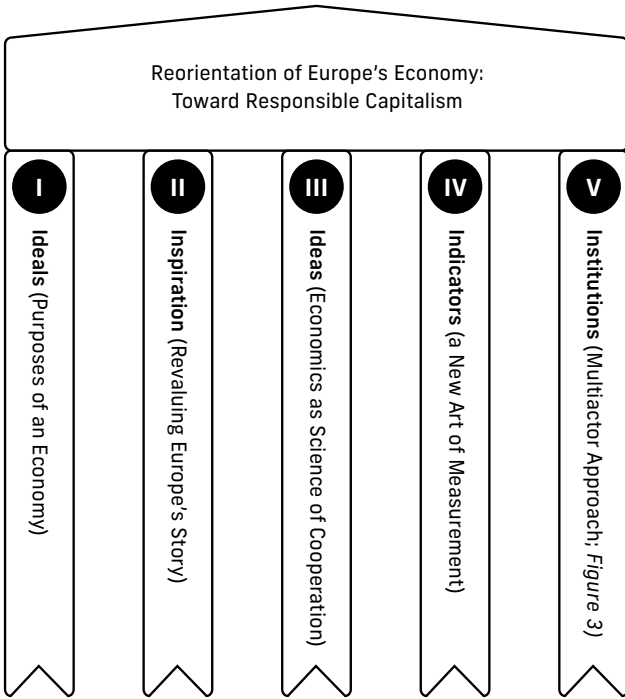 Reorientation of Europe's Economy:
Toward Responsible Capitalism
I
Ideals (Purposes of an Economy)
II
Inspiration (Revaluing Europe's Story)
III
Ideas (Economics as Science of Cooperation)
IV
Indicators (a New Art of Measurement)
V
Institutions (Multiactor Approach; Figure 3)